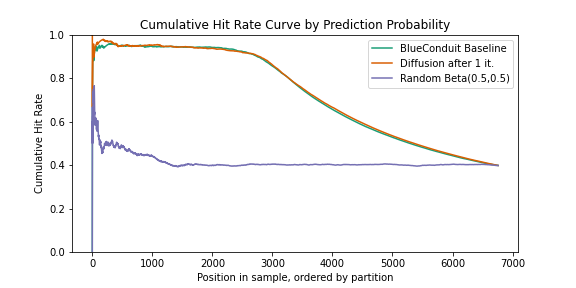 Cumulative Hit Rate Curve by Prediction Probability
1.0
0.8
0.6
0.4
0.2
0.0
Cumulative Hit Rate
BlueConduit Baseline
Diffusion after 1 it.
Random Beta(0.5,0.5)
0 1000 2000 3000 4000 5000 6000 7000
Position in sample, ordered by partition